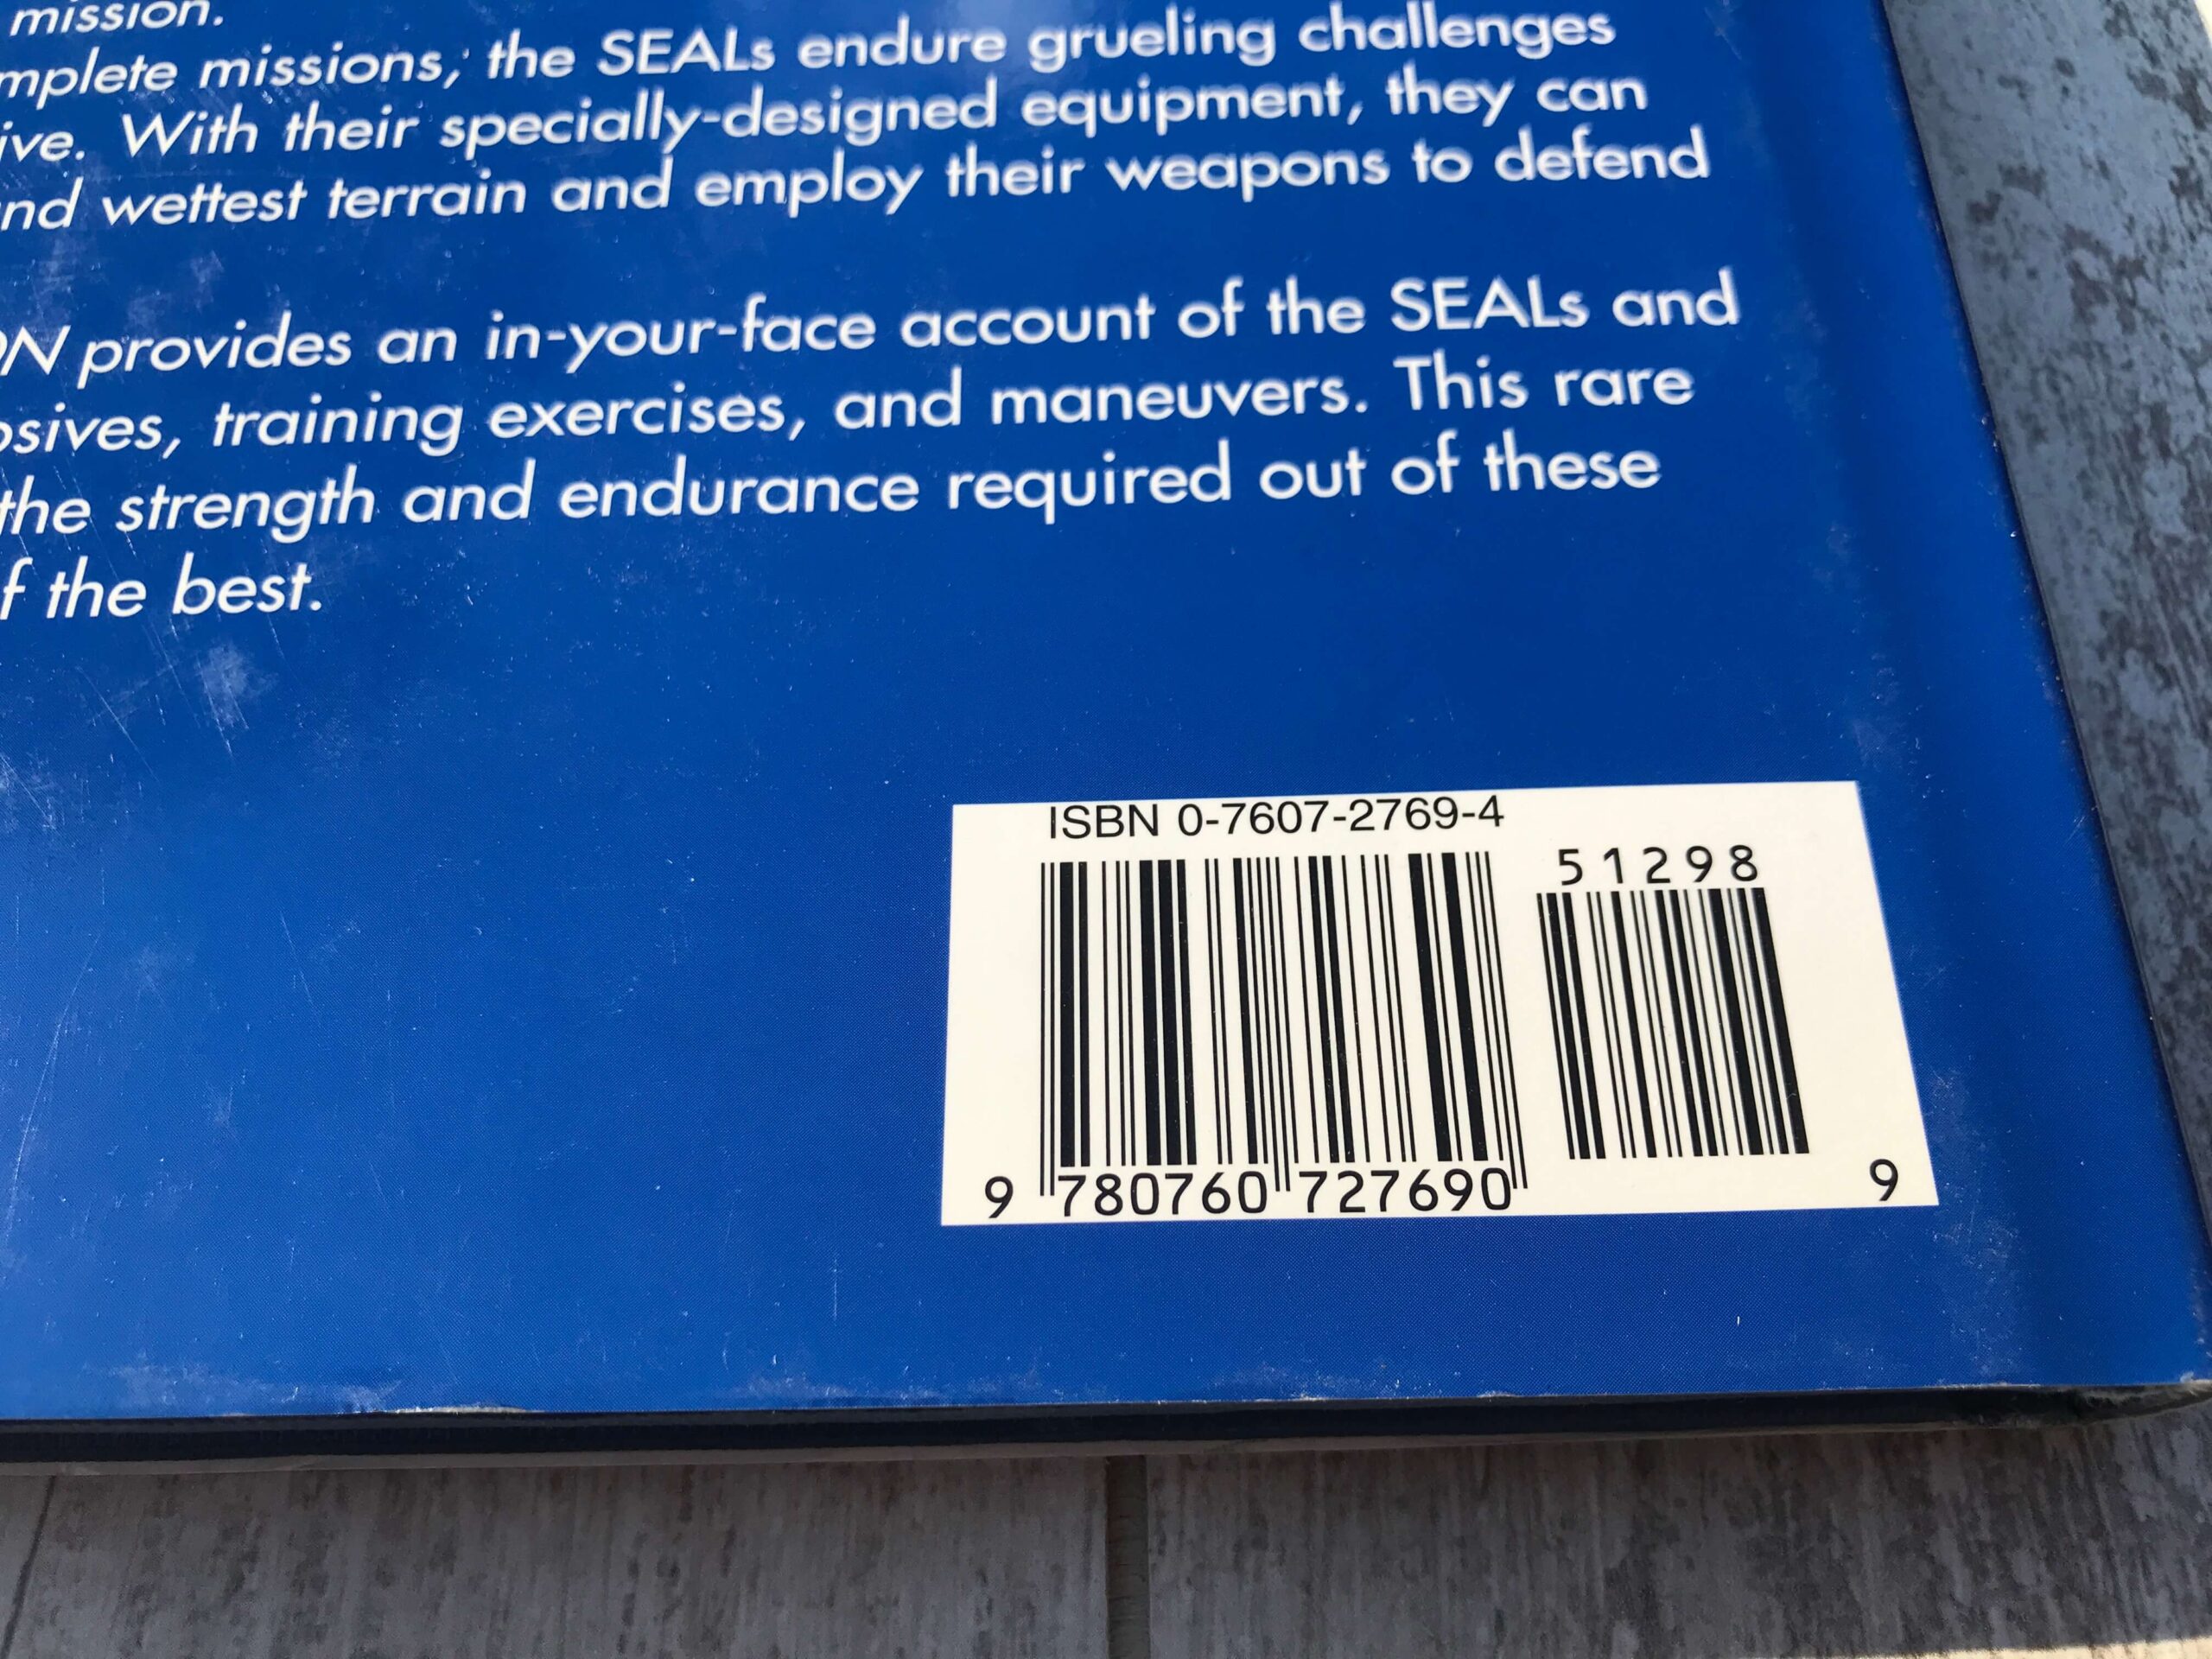 mission.
mplete missions, the SEALs endure grueling challenges
ive. With their specially-designed equipment, they can
nd wettest terrain and employ their weapons to defend
ON provides an in-your-face account of the SEALs and
osives, training exercises, and maneuvers. This rare
the strength and endurance required out of these
f the best.
ISBN 0-7607-2769-4
51298
9 780760 727690
9